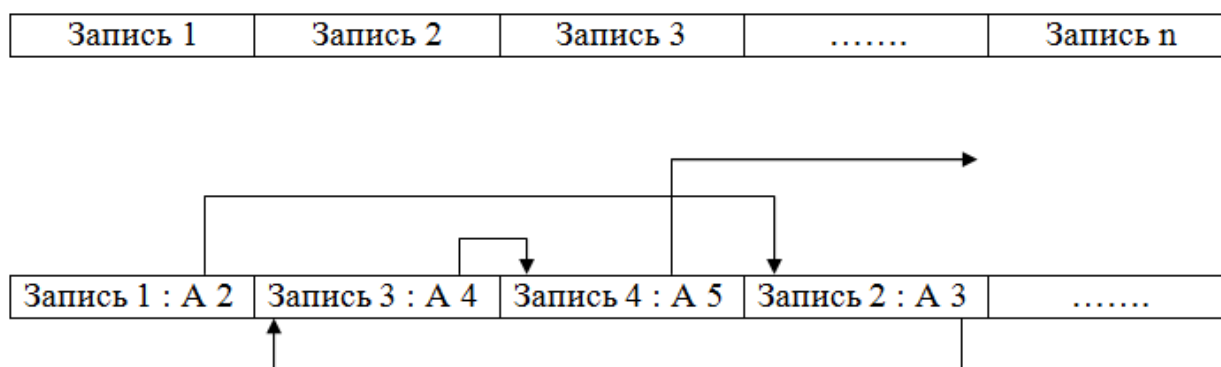 Запись 1 Запись 2 Запись 3 ……. Запись n
Запись 1 : А 2 Запись 3 : А 4 Запись 4 : А 5 Запись 2 : А 3 …….